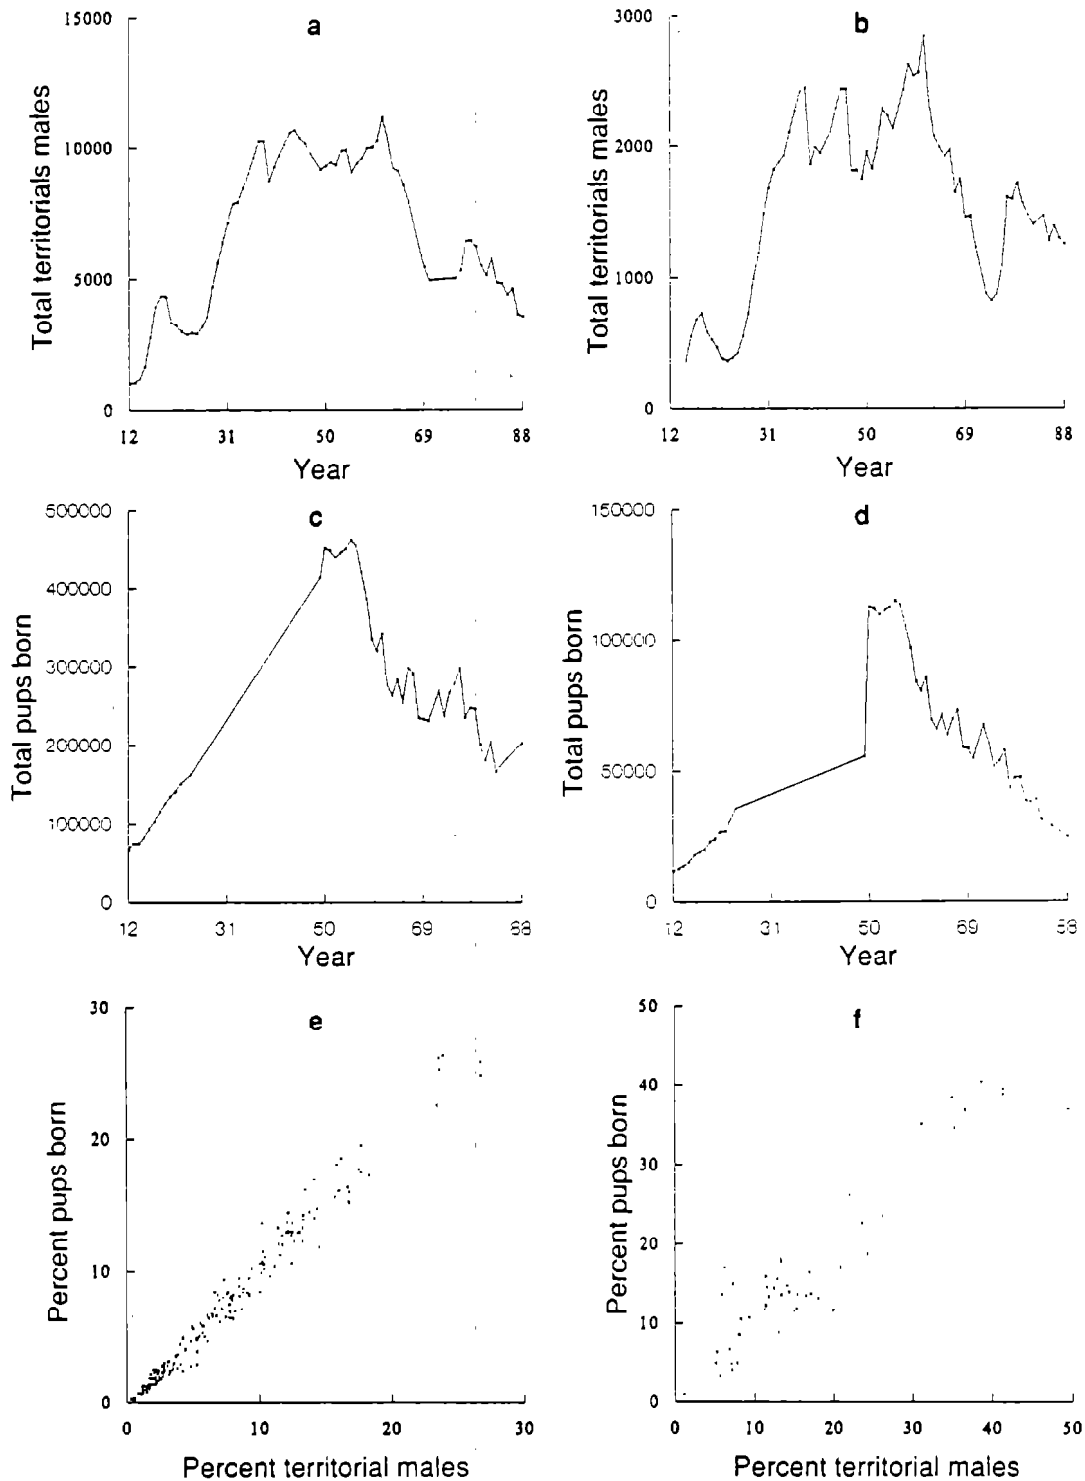 a
15000
10000
5000
0
Total territorials males
12 31 50 69 88
Year
b
3000
2000
1000
0
Total territorials males
12 31 50 69 88
Year
c
500000
400000
300000
200000
100000
0
Total pups born
12 31 50 69 88
Year
d
150000
100000
50000
0
Total pups born
12 31 50 69 88
Year
e
30
20
10
0
Percent pups born
0 10 20 30
Percent territorial males
f
50
40
30
20
10
0
Percent pups born
0 10 20 30 40 50
Percent territorial males